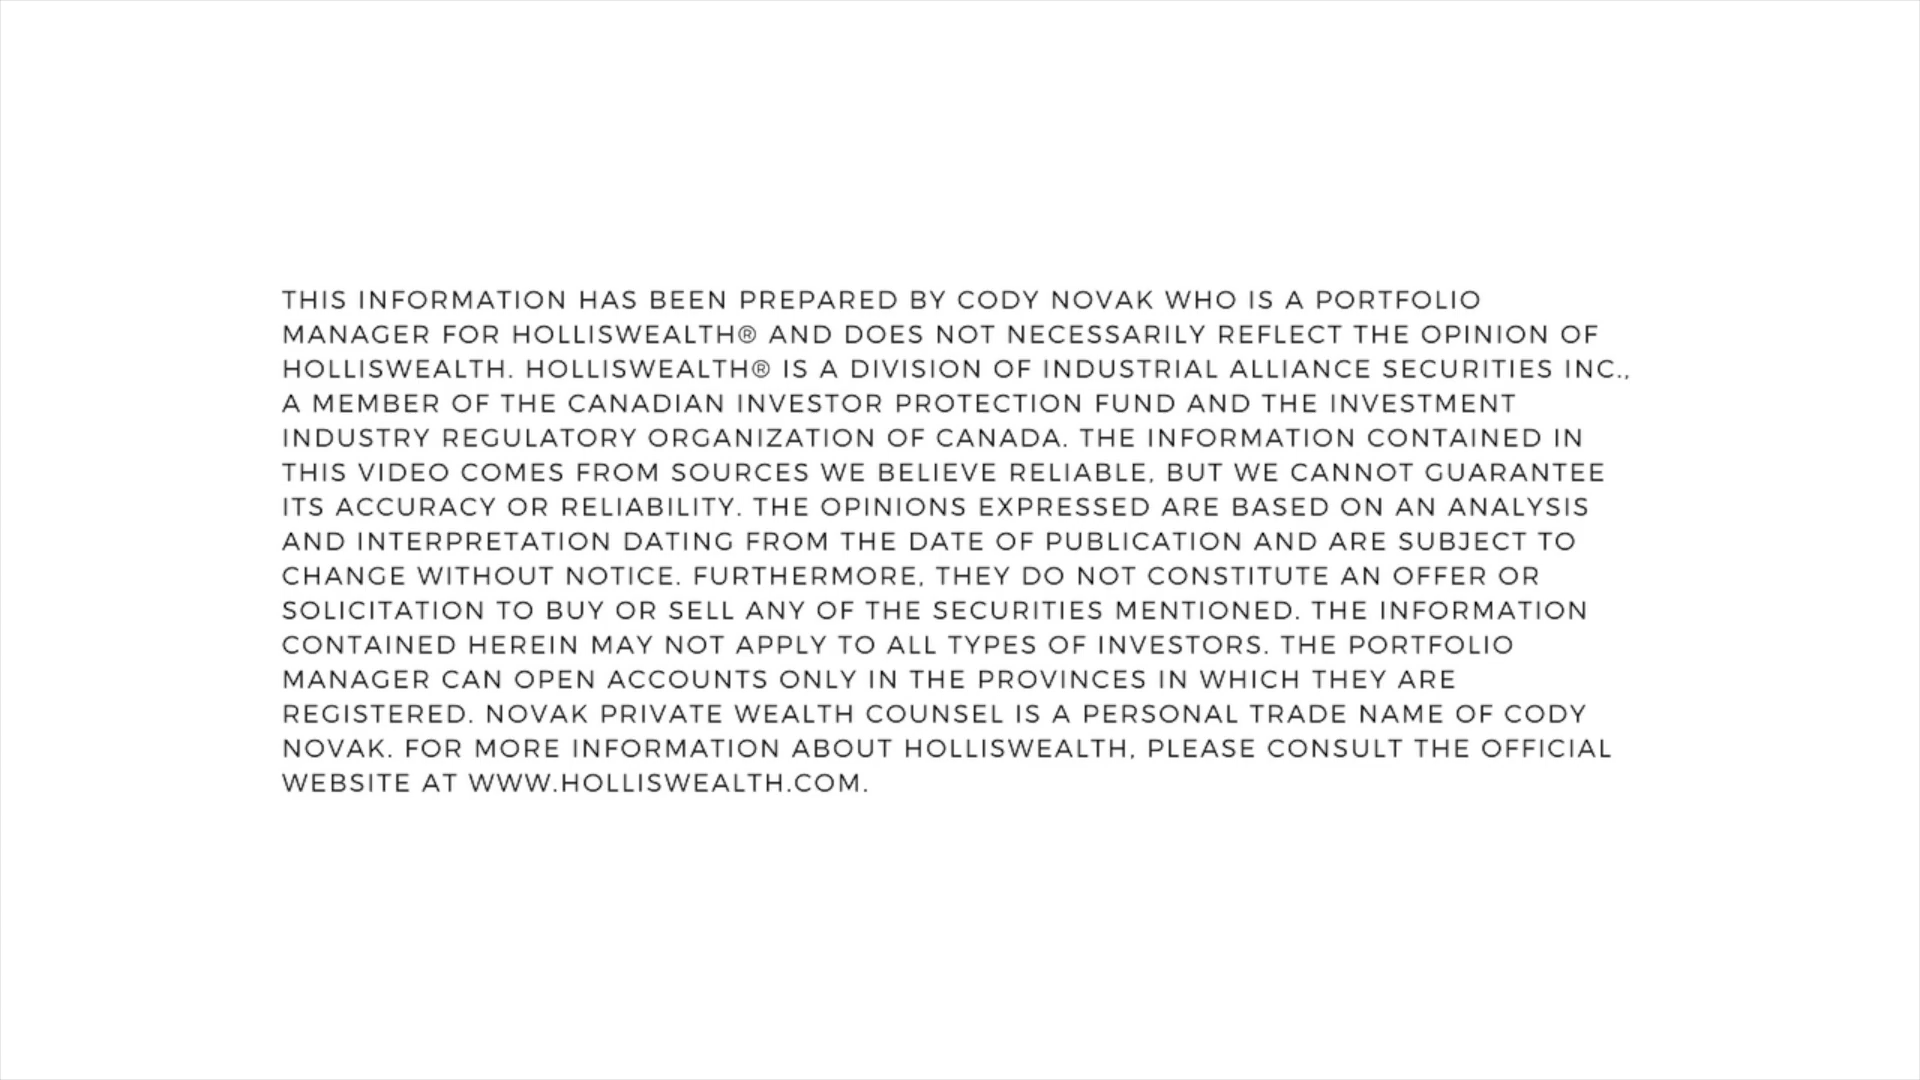 THIS INFORMATION HAS BEEN PREPARED BY CODY NOVAK WHO IS A PORTFOLIO
MANAGER FOR HOLLISWEALTH® AND DOES NOT NECESSARILY REFLECT THE OPINION OF
HOLLISWEALTH. HOLLISWEALTH® IS A DIVISION OF INDUSTRIAL ALLIANCE SECURITIES INC.,
A MEMBER OF THE CANADIAN INVESTOR PROTECTION FUND AND THE INVESTMENT
INDUSTRY REGULATORY ORGANIZATION OF CANADA. THE INFORMATION CONTAINED IN
THIS VIDEO COMES FROM SOURCES WE BELIEVE RELIABLE, BUT WE CANNOT GUARANTEE
ITS ACCURACY OR RELIABILITY. THE OPINIONS EXPRESSED ARE BASED ON AN ANALYSIS
AND INTERPRETATION DATING FROM THE DATE OF PUBLICATION AND ARE SUBJECT TO
CHANGE WITHOUT NOTICE. FURTHERMORE, THEY DO NOT CONSTITUTE AN OFFER OR
SOLICITATION TO BUY OR SELL ANY OF THE SECURITIES MENTIONED. THE INFORMATION
CONTAINED HEREIN MAY NOT APPLY TO ALL TYPES OF INVESTORS. THE PORTFOLIO
MANAGER CAN OPEN ACCOUNTS ONLY IN THE PROVINCES IN WHICH THEY ARE
REGISTERED. NOVAK PRIVATE WEALTH COUNSEL IS A PERSONAL TRADE NAME OF CODY
NOVAK. FOR MORE INFORMATION ABOUT HOLLISWEALTH, PLEASE CONSULT THE OFFICIAL
WEBSITE AT WWW.HOLLISWEALTH.COM.